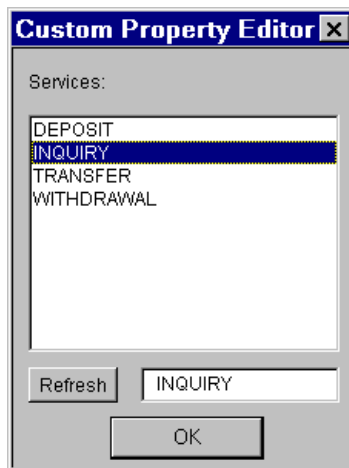 Custom Property Editor
Services:
DEPOSIT
INQUIRY
TRANSFER
WITHDRAWAL
Refresh INQUIRY
OK